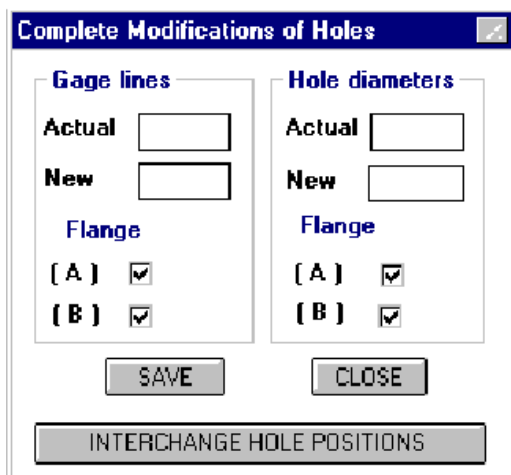 Complete Modifications of Holes
Gage lines
Actual
New
Flange
( A )
( B )
Hole diameters
Actual
New
Flange
( A )
( B )
SAVE
CLOSE
INTERCHANGE HOLE POSITIONS